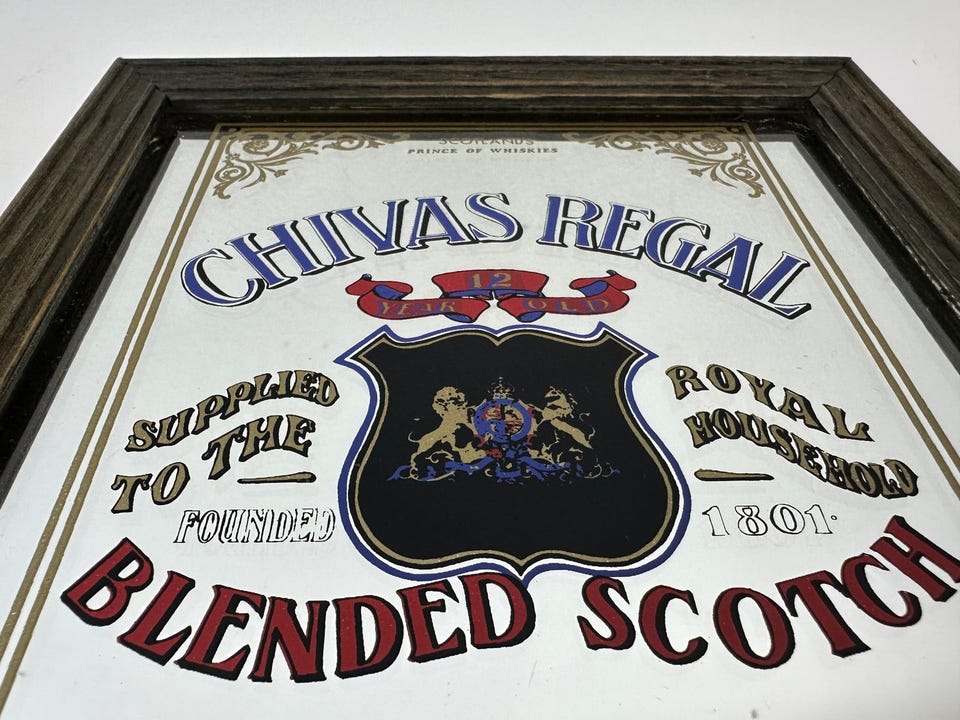 SCOTLAND'S
PRINCE OF WHISKIES
CHIVAS REGAL
12
YEAR OLD
SUPPLIED
TO THE
ROYAL
HOUSEHOLD
FOUNDED 1801
BLENDED SCOTCH